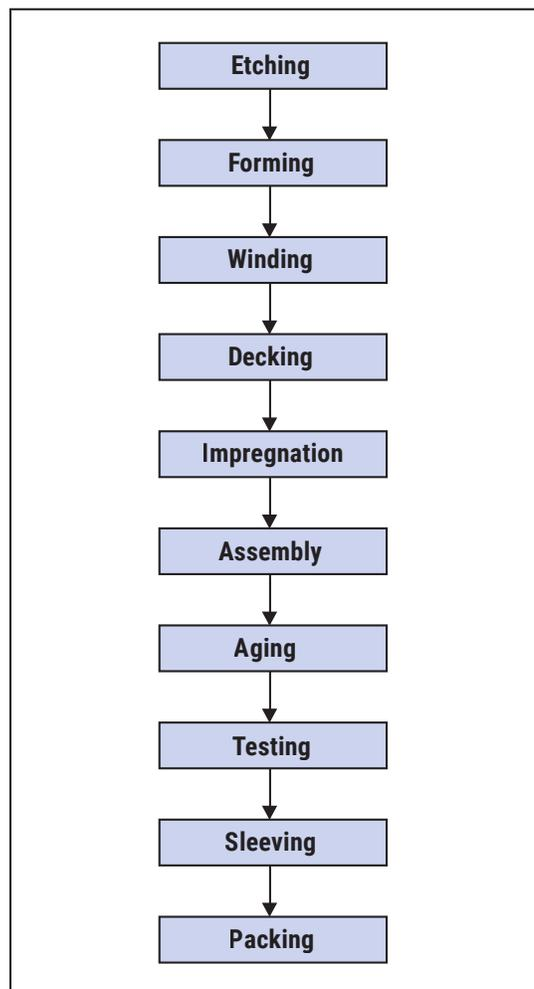 Etching
Forming
Winding
Decking
Impregnation
Assembly
Aging
Testing
Sleeving
Packing